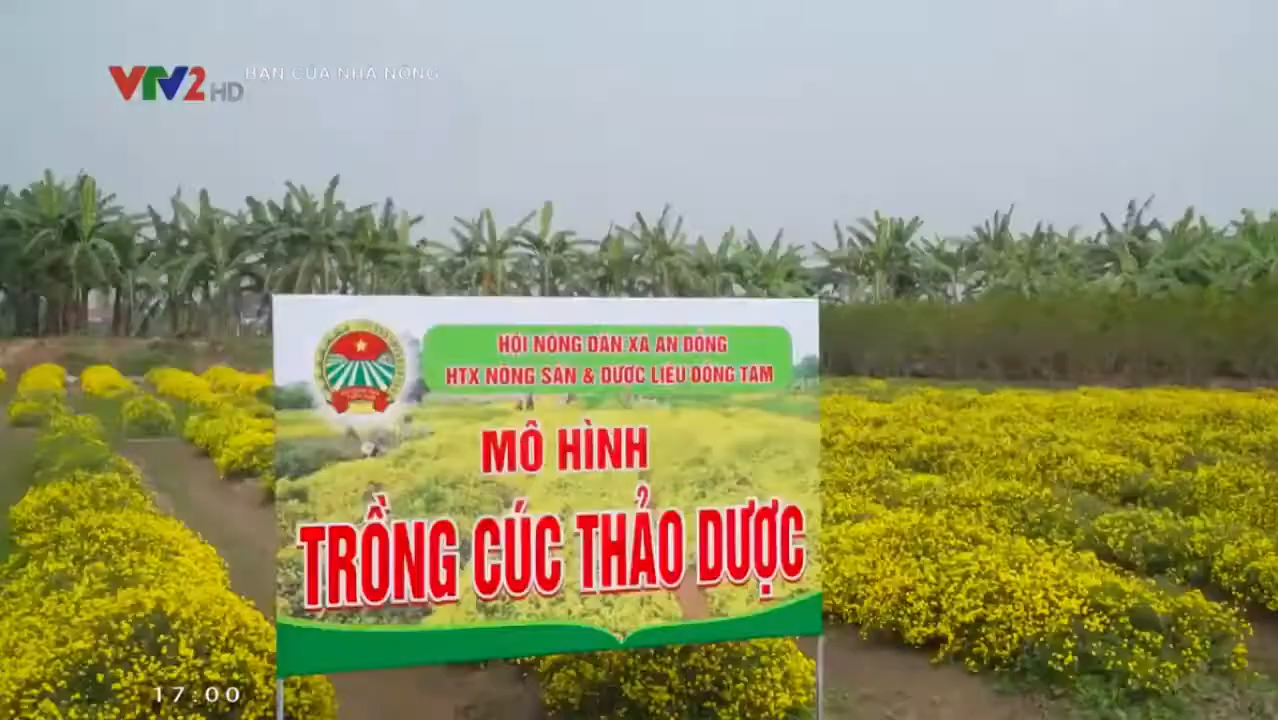 VTV2 HD
BẠN CỦA NHÀ NÔNG
HỘI NÔNG DÂN XÃ AN ĐỒNG
HTX NÔNG SẢN & DƯỢC LIỆU ĐỒNG TÂM
MÔ HÌNH
TRỒNG CÚC THẢO DƯỢC
17:00